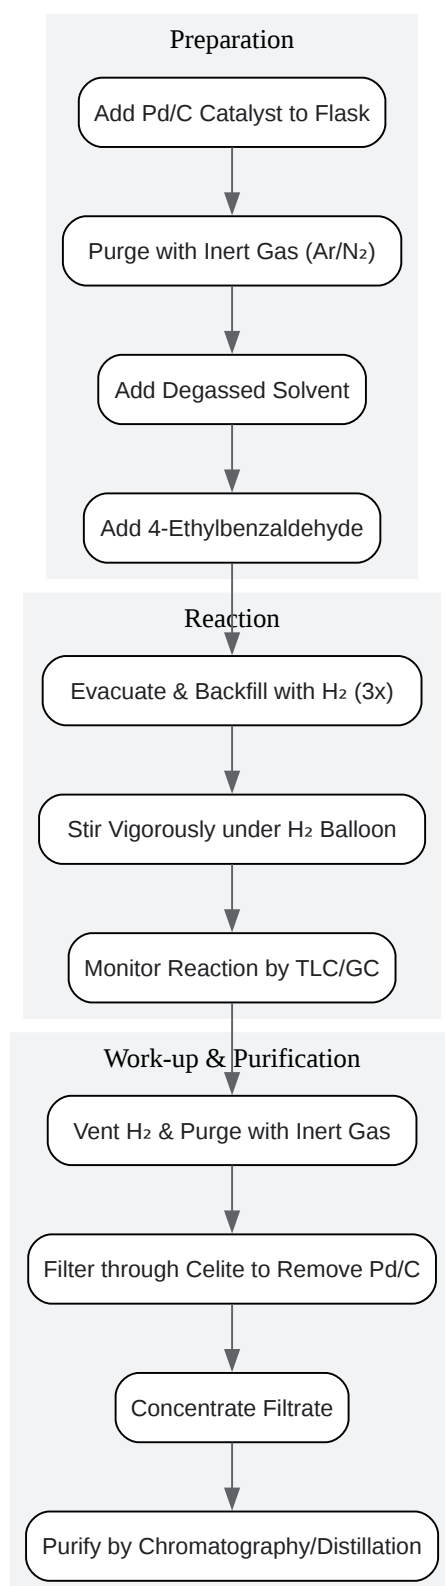 Preparation
Add Pd/C Catalyst to Flask
Purge with Inert Gas (Ar/N₂)
Add Degassed Solvent
Add 4-Ethylbenzaldehyde
Reaction
Evacuate & Backfill with H₂ (3x)
Stir Vigorously under H₂ Balloon
Monitor Reaction by TLC/GC
Work-up & Purification
Vent H₂ & Purge with Inert Gas
Filter through Celite to Remove Pd/C
Concentrate Filtrate
Purify by Chromatography/Distillation